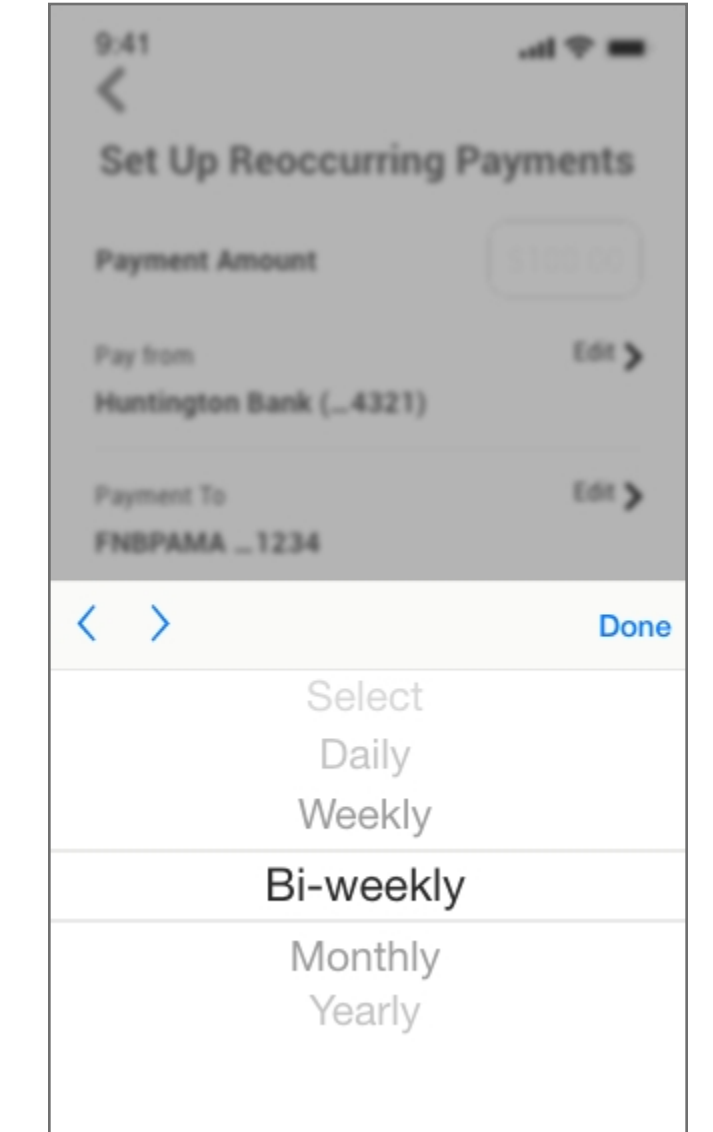 9:41
Set Up Reoccurring Payments
Payment Amount
Pay from Edit
Huntington Bank (...4321)
Payment To Edit
FNBPAMA ...1234
Done
Select
Daily
Weekly
Bi-weekly
Monthly
Yearly